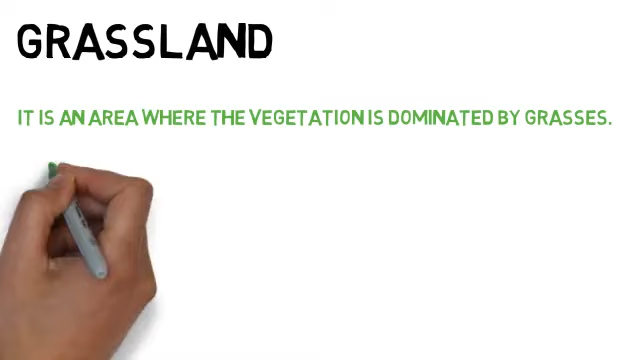 GRASSLAND
IT IS AN AREA WHERE THE VEGETATION IS DOMINATED BY GRASSES.